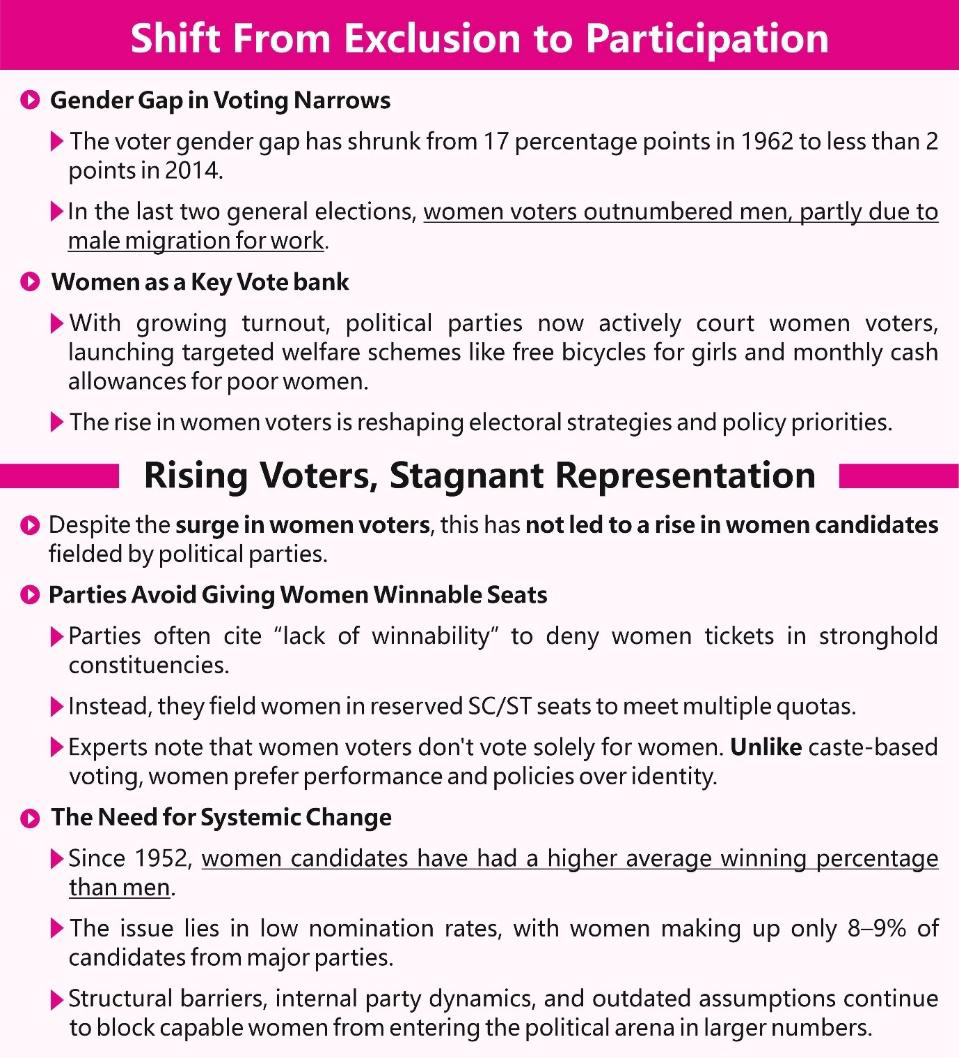 Shift From Exclusion to Participation
Gender Gap in Voting Narrows
The voter gender gap has shrunk from 17 percentage points in 1962 to less than 2
points in 2014.
In the last two general elections, women voters outnumbered men, partly due to
male migration for work.
Women as a Key Vote bank
With growing turnout, political parties now actively court women voters,
launching targeted welfare schemes like free bicycles for girls and monthly cash
allowances for poor women.
The rise in women voters is reshaping electoral strategies and policy priorities.
Rising Voters, Stagnant Representation
Despite the surge in women voters, this has not led to a rise in women candidates
fielded by political parties.
Parties Avoid Giving Women Winnable Seats
Parties often cite “lack of winnability” to deny women tickets in stronghold
constituencies.
Instead, they field women in reserved SC/ST seats to meet multiple quotas.
Experts note that women voters don't vote solely for women. Unlike caste-based
voting, women prefer performance and policies over identity.
The Need for Systemic Change
Since 1952, women candidates have had a higher average winning percentage
than men.
The issue lies in low nomination rates, with women making up only 8–9% of
candidates from major parties.
Structural barriers, internal party dynamics, and outdated assumptions continue
to block capable women from entering the political arena in larger numbers.